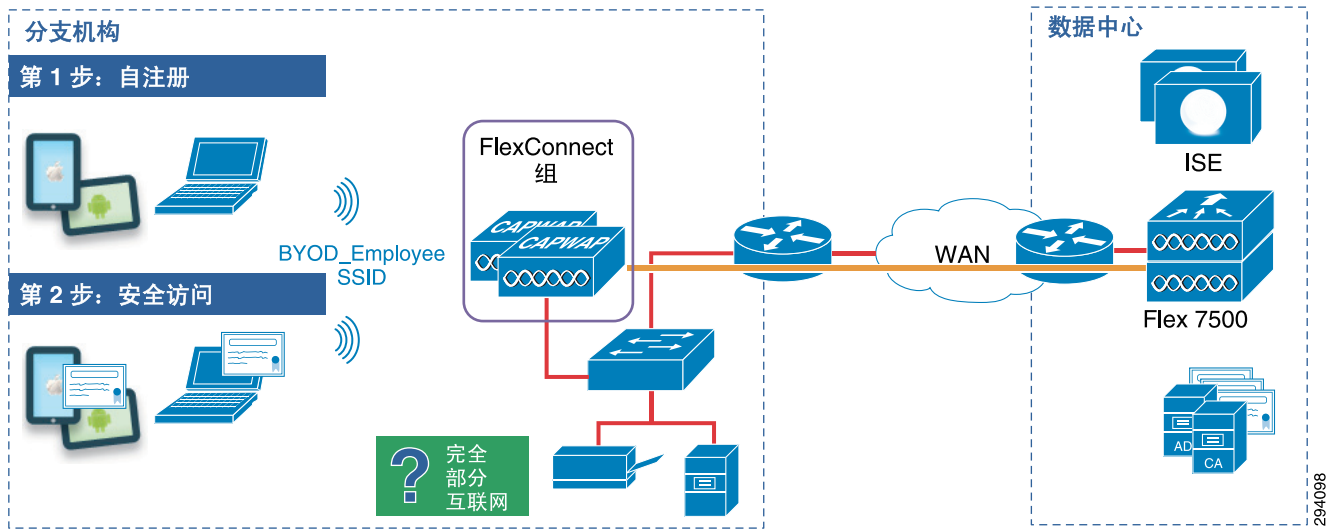 分支机构
第 1 步：自注册
FlexConnect
组
CAPWAP
CAPWAP
BYOD_Employee
SSID
第 2 步：安全访问
完全
部分
互联网
?
WAN
数据中心
ISE
Flex 7500
AD
CA
294098